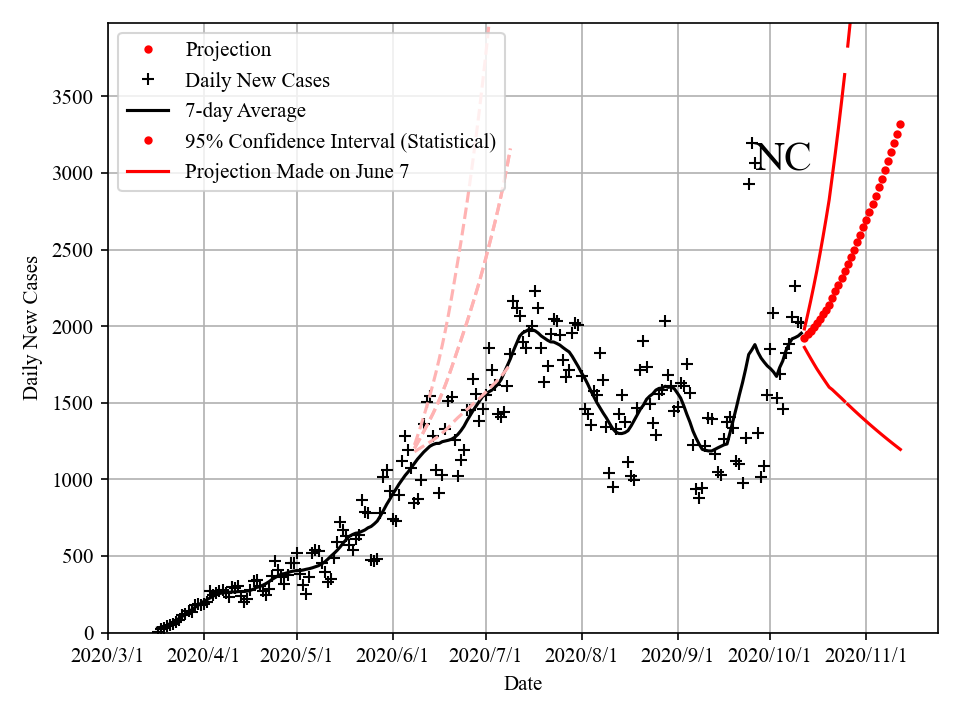 Projection
Daily New Cases
7-day Average
95% Confidence Interval (Statistical)
Projection Made on June 7
NC
Daily New Cases
3500
3000
2500
2000
1500
1000
500
0
2020/3/1 2020/4/1 2020/5/1 2020/6/1 2020/7/1 2020/8/1 2020/9/1 2020/10/1 2020/11/1
Date